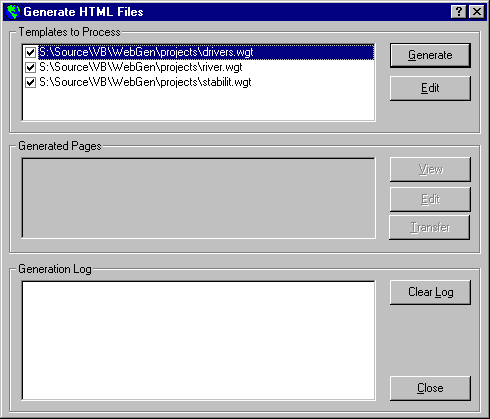 Generate HTML Files
Templates to Process
S:\Source\VB\WebGen\projects\drivers.wgt
S:\Source\VB\WebGen\projects\river.wgt
S:\Source\VB\WebGen\projects\stabilit.wgt
Generate
Edit
Generated Pages
View
Edit
Transfer
Generation Log
Clear Log
Close